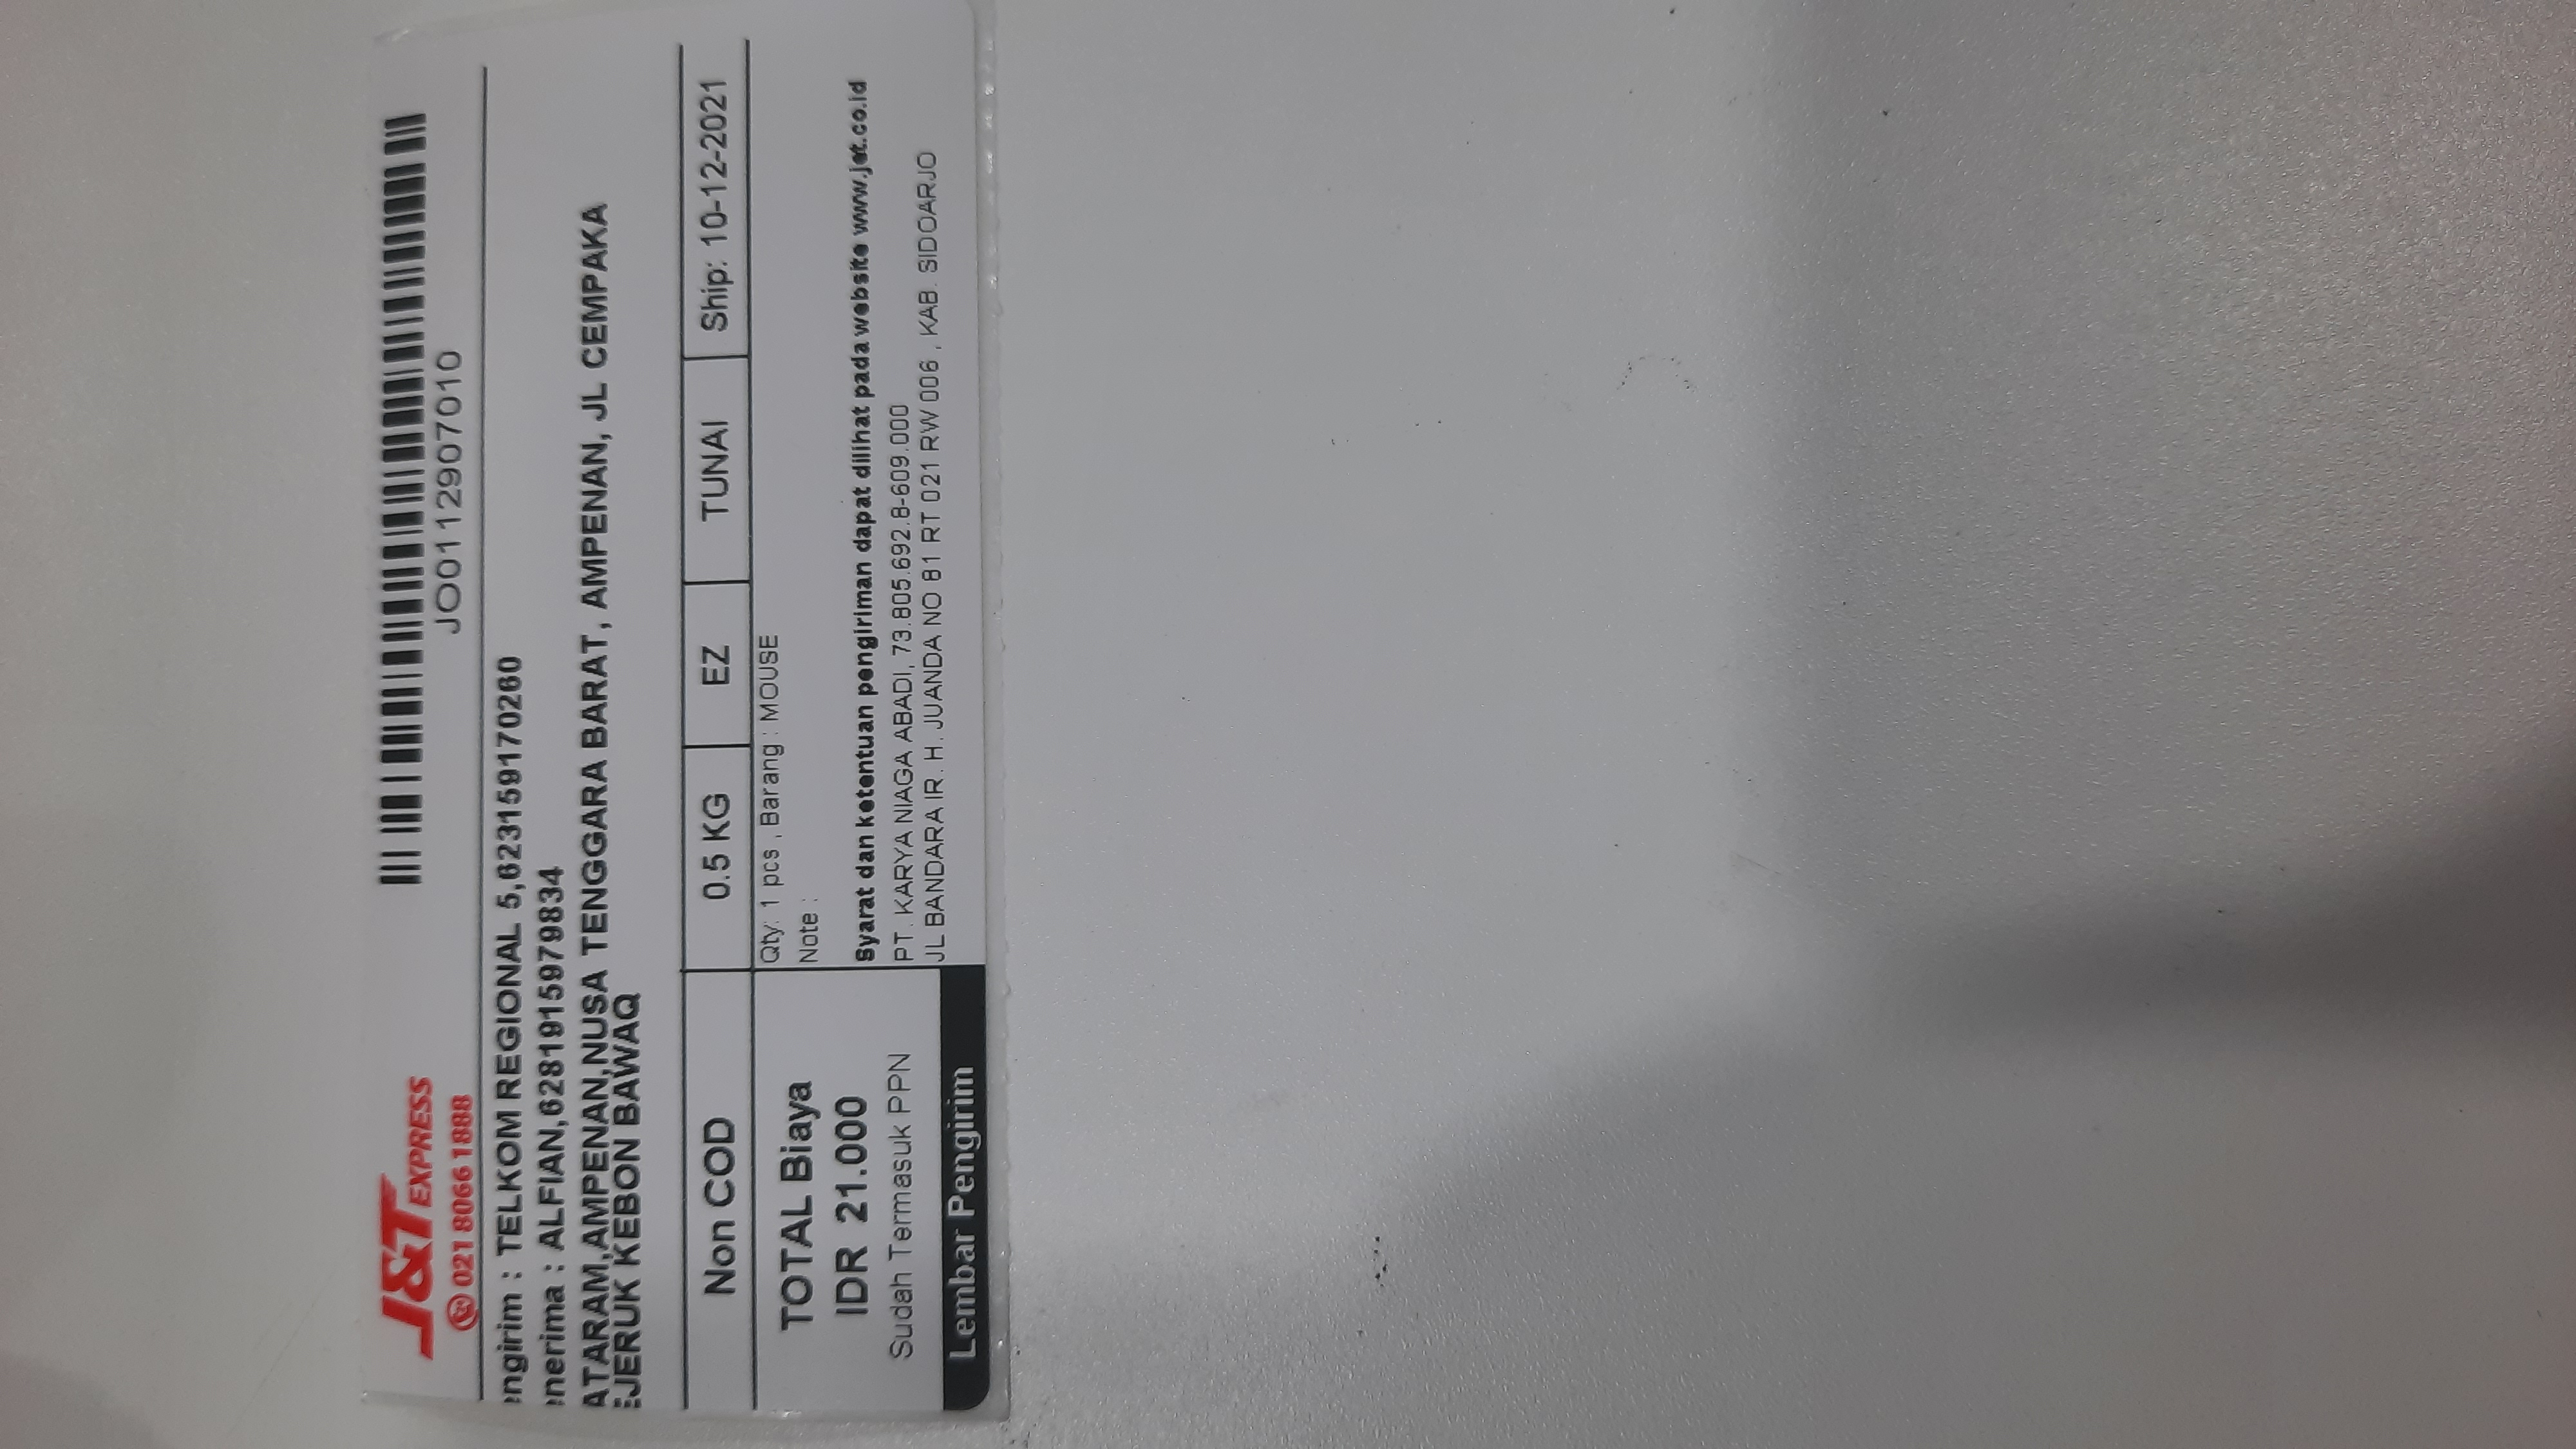 J&T EXPRESS
021 8066 1888
JO0112907010
engirim : TELKOM REGIONAL 5,623159170260
enerima : ALFIAN,6281915979834
ATARAM,AMPENAN,NUSA TENGGARA BARAT, AMPENAN, JL CEMPAKA
EJERUK KEBON BAWAQ
Non COD 0.5 KG EZ TUNAI Ship: 10-12-2021
TOTAL Biaya
IDR 21.000
Sudah Termasuk PPN
Lembar Pengirim
Qty: 1 pcs , Barang : MOUSE
Note :
Syarat dan ketentuan pengiriman dapat dilihat pada website www.jet.co.id
PT. KARYA NIAGA ABADI, 73.805.692.8-609.000
JL BANDARA IR. H. JUANDA NO 81 RT 021 RW 006 , KAB. SIDOARJO